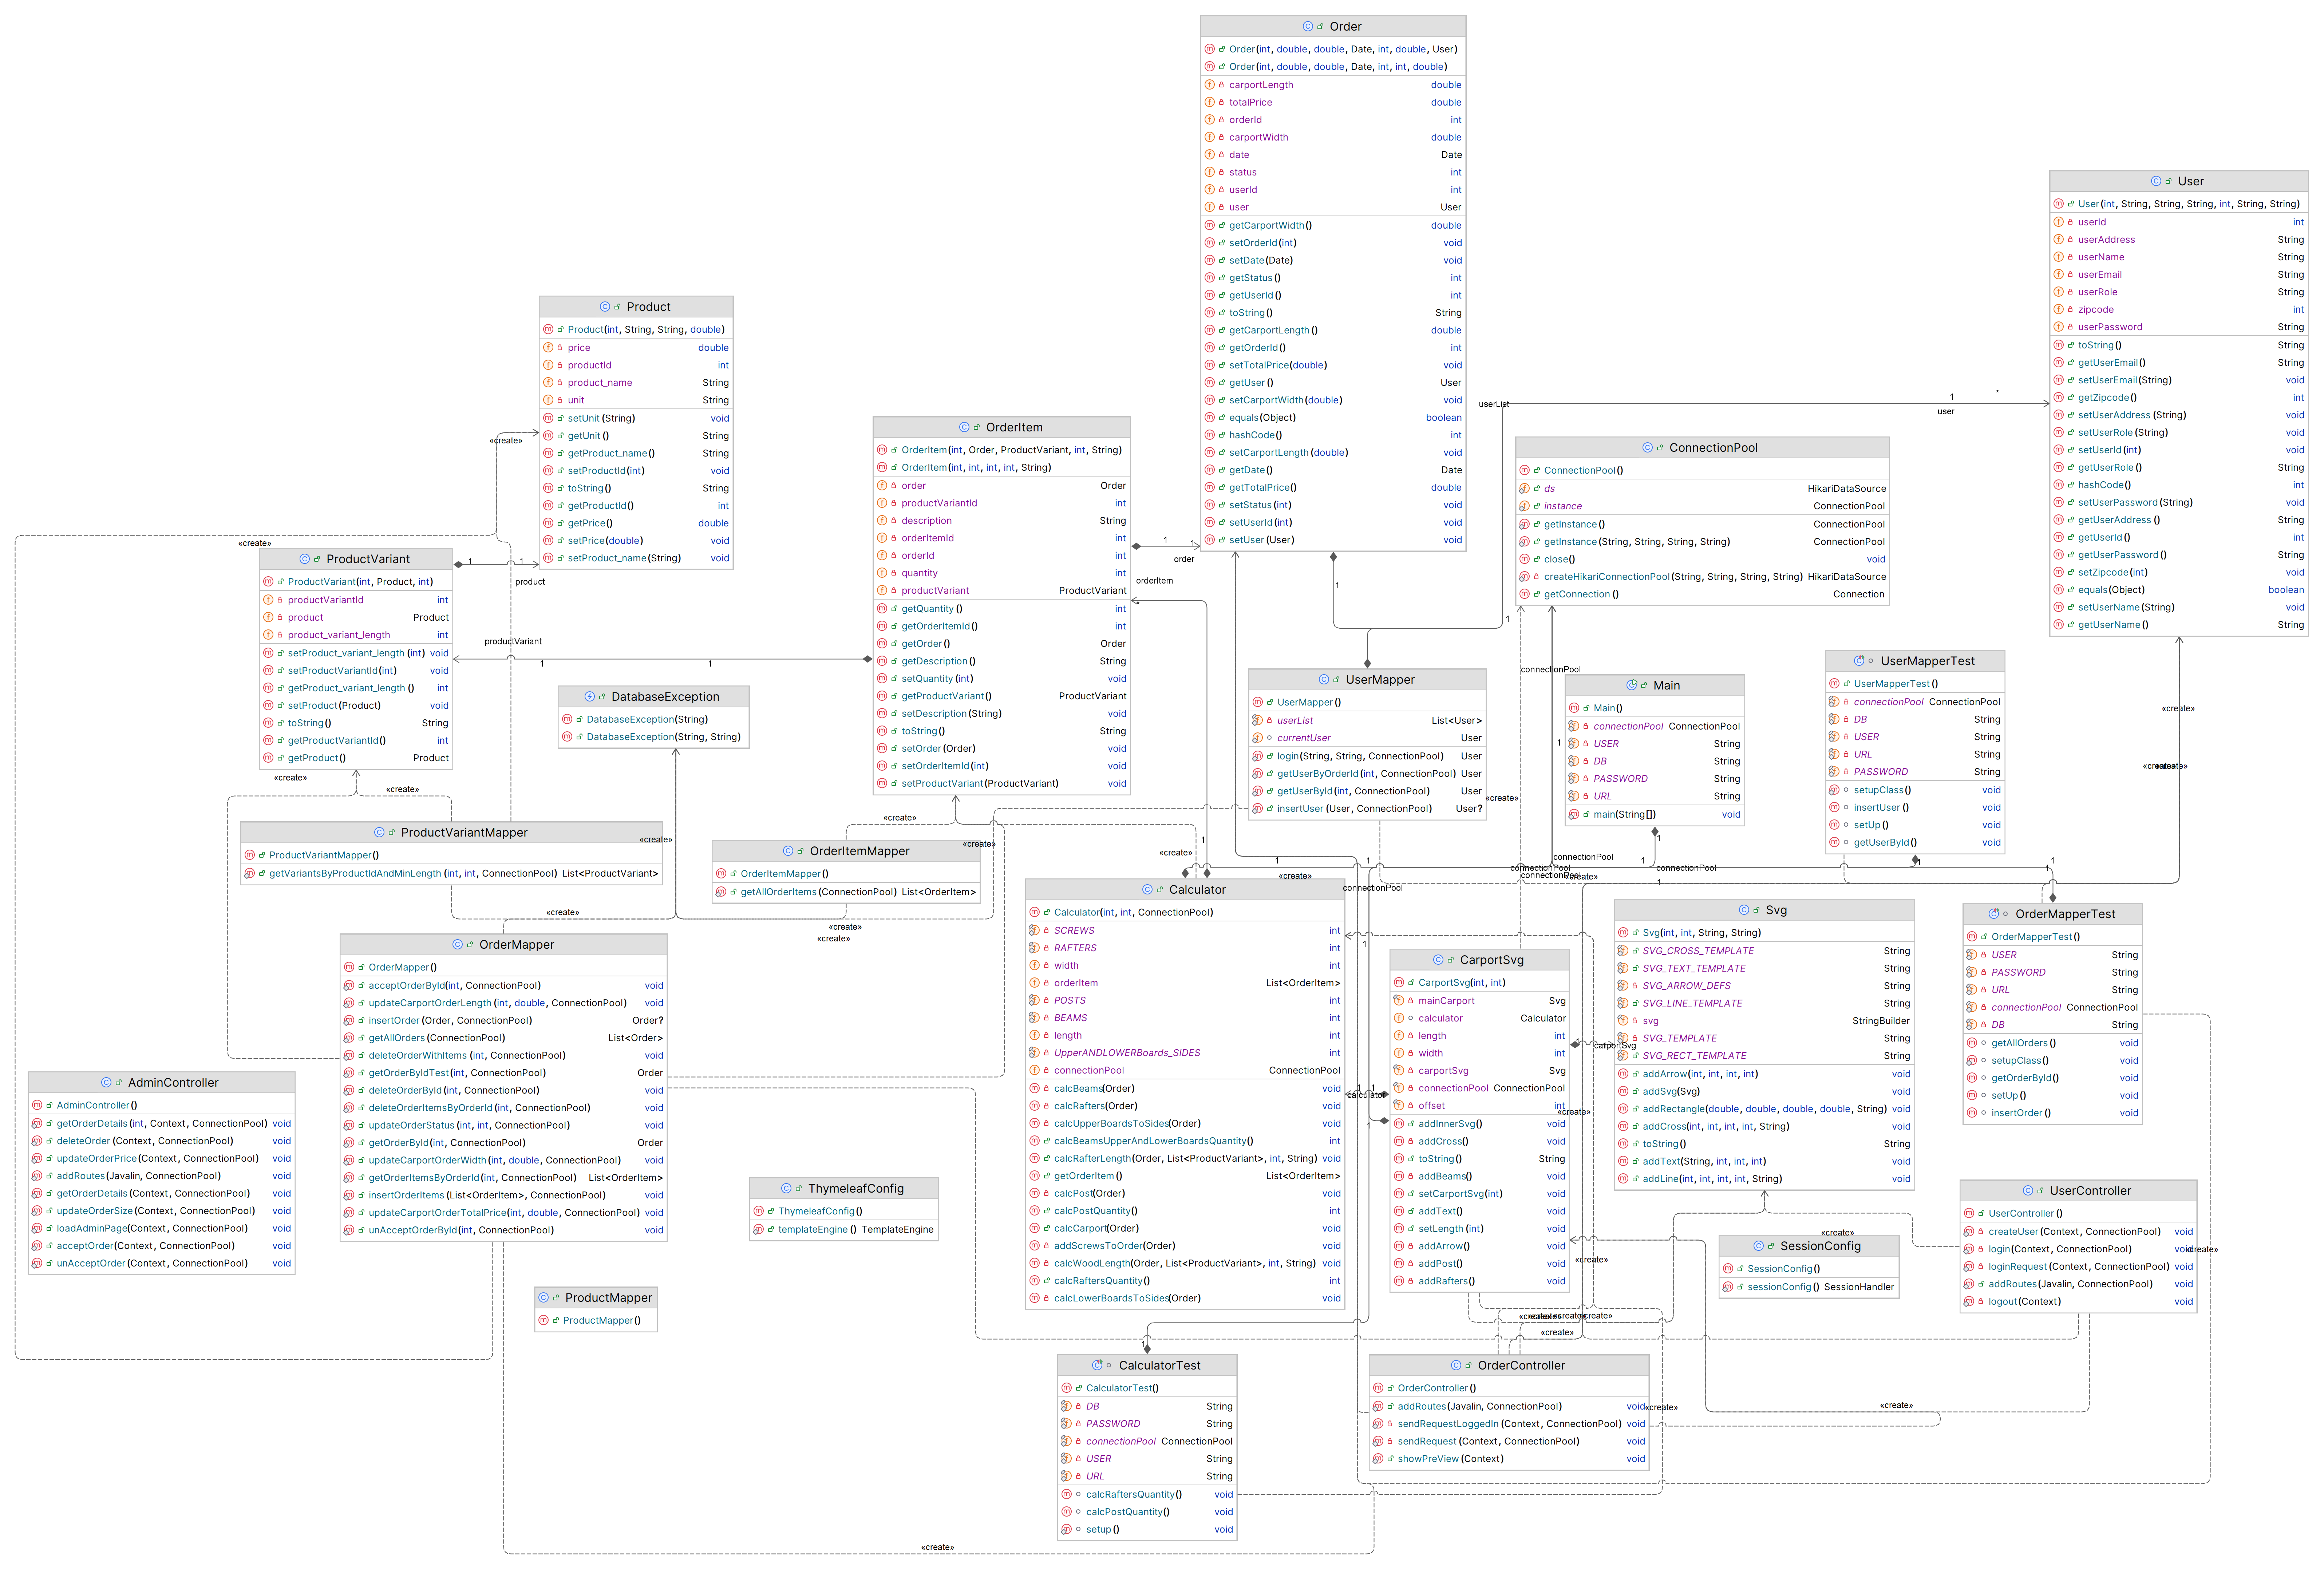 Order
Order(int, double, double, Date, int, double, User)
Order(int, double, double, Date, int, int, double)
carportLength double
totalPrice double
orderId int
carportWidth double
date Date
status int
userId int
user User
getCarportWidth() double
setOrderId(int) void
setDate(Date) void
getStatus() int
getUserId() int
toString() String
getCarportLength() double
getOrderId() int
setTotalPrice(double) void
getUser() User
setCarportWidth(double) void
equals(Object) boolean
hashCode() int
setCarportLength(double) void
getDate() Date
getTotalPrice() double
setStatus(int) void
setUserId(int) void
setUser(User) void
User
User(int, String, String, String, int, String, String)
userId int
userAddress String
userName String
userEmail String
userRole String
zipcode int
userPassword String
toString() String
getUserEmail() String
setUserEmail(String) void
getZipcode() int
setUserAddress(String) void
setUserRole(String) void
setUserId(int) void
getUserRole() String
hashCode() int
setUserPassword(String) void
getUserAddress() String
getUserId() int
getUserPassword() String
setZipcode(int) void
equals(Object) boolean
setUserName(String) void
getUserName() String
Product
Product(int, String, String, double)
price double
productId int
product_name String
unit String
setUnit(String) void
getUnit() String
getProduct_name() String
setProductId(int) void
toString() String
getProductId() int
getPrice() double
setPrice(double) void
setProduct_name(String) void
OrderItem
OrderItem(int, Order, ProductVariant, int, String)
OrderItem(int, int, int, int, String)
order Order
productVariantId int
description String
orderItemId int
orderId int
quantity int
productVariant ProductVariant
getQuantity() int
getOrderItemId() int
getOrder() Order
getDescription() String
setQuantity(int) void
getProductVariant() ProductVariant
setDescription(String) void
toString() String
setOrder(Order) void
setOrderItemId(int) void
setProductVariant(ProductVariant) void
ConnectionPool
ConnectionPool()
ds HikariDataSource
instance ConnectionPool
getInstance() ConnectionPool
getInstance(String, String, String, String) ConnectionPool
close() void
createHikariConnectionPool(String, String, String, String) HikariDataSource
getConnection() Connection
ProductVariant
ProductVariant(int, Product, int)
productVariantId int
product Product
product_variant_length int
setProduct_variant_length(int) void
setProductVariantId(int) void
getProduct_variant_length() int
setProduct(Product) void
toString() String
getProductVariantId() int
getProduct() Product
DatabaseException
DatabaseException(String)
DatabaseException(String, String)
UserMapper
UserMapper()
userList List<User>
currentUser User
login(String, String, ConnectionPool) User
getUserByOrderId(int, ConnectionPool) User
getUserById(int, ConnectionPool) User
insertUser(User, ConnectionPool) User?
Main
Main()
connectionPool ConnectionPool
USER String
DB String
PASSWORD String
URL String
main(String[]) void
UserMapperTest
UserMapperTest()
connectionPool ConnectionPool
DB String
USER String
URL String
PASSWORD String
setupClass() void
insertUser() void
setUp() void
getUserById() void
ProductVariantMapper
ProductVariantMapper()
getVariantsByProductIdAndMinLength(int, int, ConnectionPool) List<ProductVariant>
OrderItemMapper
OrderItemMapper()
getAllOrderItems(ConnectionPool) List<OrderItem>
Calculator
Calculator(int, int, ConnectionPool)
SCREWS int
RAFTERS int
width int
orderItem List<OrderItem>
POSTS int
BEAMS int
length int
UpperANDLOWERBoards_SIDES int
connectionPool ConnectionPool
calcBeams(Order) void
calcRafters(Order) void
calcUpperBoardsToSides(Order) void
calcBeamsUpperAndLowerBoardsQuantity() int
calcRafterLength(Order, List<ProductVariant>, int, String) void
getOrderItem() List<OrderItem>
calcPost(Order) void
calcPostQuantity() int
calcCarport(Order) void
addScrewsToOrder(Order) void
calcWoodLength(Order, List<ProductVariant>, int, String) void
calcRaftersQuantity() int
calcLowerBoardsToSides(Order) void
Svg
Svg(int, int, String, String)
SVG_CROSS_TEMPLATE String
SVG_TEXT_TEMPLATE String
SVG_ARROW_DEFS String
SVG_LINE_TEMPLATE String
svg StringBuilder
SVG_TEMPLATE String
SVG_RECT_TEMPLATE String
addArrow(int, int, int, int) void
addSvg(Svg) void
addRectangle(double, double, double, double, String) void
addCross(int, int, int, int, String) void
toString() String
addText(String, int, int, int) void
addLine(int, int, int, int, String) void
OrderMapperTest
OrderMapperTest()
USER String
PASSWORD String
URL String
connectionPool ConnectionPool
DB String
getAllOrders() void
setupClass() void
getOrderById() void
setUp() void
insertOrder() void
OrderMapper
OrderMapper()
acceptOrderById(int, ConnectionPool) void
updateCarportOrderLength(int, double, ConnectionPool) void
insertOrder(Order, ConnectionPool) Order?
getAllOrders(ConnectionPool) List<Order>
deleteOrderWithItems(int, ConnectionPool) void
getOrderByIdTest(int, ConnectionPool) Order
deleteOrderById(int, ConnectionPool) void
deleteOrderItemsByOrderId(int, ConnectionPool) void
updateOrderStatus(int, int, ConnectionPool) void
getOrderById(int, ConnectionPool) Order
updateCarportOrderWidth(int, double, ConnectionPool) void
getOrderItemsByOrderId(int, ConnectionPool) List<OrderItem>
insertOrderItems(List<OrderItem>, ConnectionPool) void
updateCarportOrderTotalPrice(int, double, ConnectionPool) void
unAcceptOrderById(int, ConnectionPool) void
CarportSvg
CarportSvg(int, int)
mainCarport Svg
calculator Calculator
length int
width int
carportSvg Svg
connectionPool ConnectionPool
offset int
addInnerSvg() void
addCross() void
toString() String
addBeams() void
setCarportSvg(int) void
addText() void
setLength(int) void
addArrow() void
addPost() void
addRafters() void
AdminController
AdminController()
getOrderDetails(int, Context, ConnectionPool) void
deleteOrder(Context, ConnectionPool) void
updateOrderPrice(Context, ConnectionPool) void
addRoutes(Javalin, ConnectionPool) void
getOrderDetails(Context, ConnectionPool) void
updateOrderSize(Context, ConnectionPool) void
loadAdminPage(Context, ConnectionPool) void
acceptOrder(Context, ConnectionPool) void
unAcceptOrder(Context, ConnectionPool) void
ThymeleafConfig
ThymeleafConfig()
templateEngine() TemplateEngine
UserController
UserController()
createUser(Context, ConnectionPool) void
login(Context, ConnectionPool) void
loginRequest(Context, ConnectionPool) void
addRoutes(Javalin, ConnectionPool) void
logout(Context) void
SessionConfig
SessionConfig()
sessionConfig() SessionHandler
ProductMapper
ProductMapper()
CalculatorTest
CalculatorTest()
DB String
PASSWORD String
connectionPool ConnectionPool
USER String
URL String
calcRaftersQuantity() void
calcPostQuantity() void
setup() void
OrderController
OrderController()
addRoutes(Javalin, ConnectionPool) void
sendRequestLoggedIn(Context, ConnectionPool) void
sendRequest(Context, ConnectionPool) void
showPreView(Context) void
userList
1
*
user
«create»
«create»
1
1
product
1
1
order
orderItem
*
productVariant
1
1
1
1
connectionPool
«create»
«create»
«create»
«create»
«create»
«create»
«create»
«create»
«create»
«create»
«create»
«create»
connectionPool
connectionPool
connectionPool
1
1
1
1
1
«create»
«create»
«create»
«create»
«create»
«create»
«create»
«create»